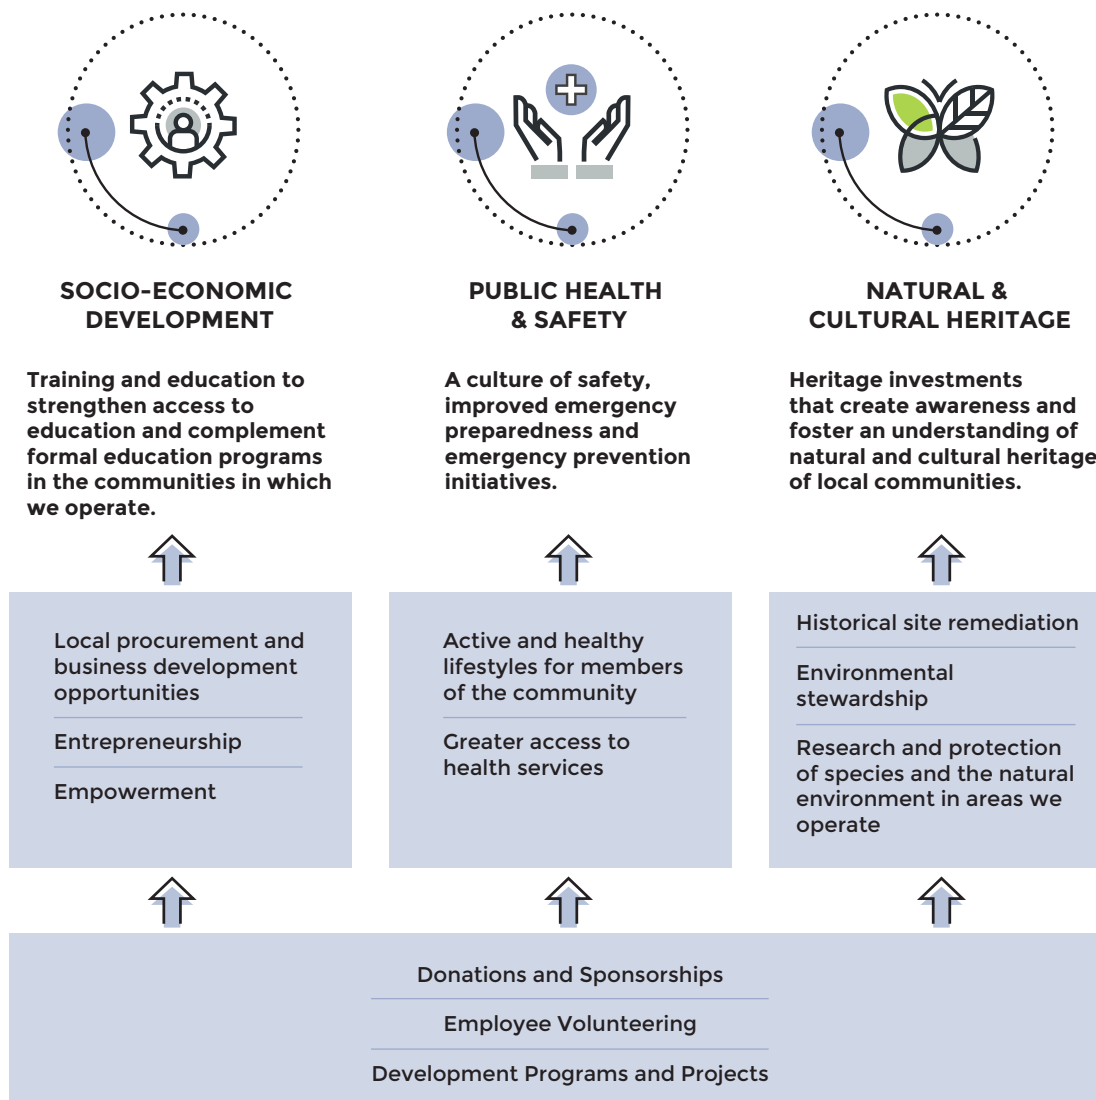 SOCIO-ECONOMIC
DEVELOPMENT
Training and education to
strengthen access to
education and complement
formal education programs
in the communities in which
we operate.
Local procurement and
business development
opportunities
Entrepreneurship
Empowerment
PUBLIC HEALTH
& SAFETY
A culture of safety,
improved emergency
preparedness and
emergency prevention
initiatives.
Active and healthy
lifestyles for members
of the community
Greater access to
health services
NATURAL &
CULTURAL HERITAGE
Heritage investments
that create awareness and
foster an understanding of
natural and cultural heritage
of local communities.
Historical site remediation
Environmental
stewardship
Research and protection
of species and the natural
environment in areas we
operate
Donations and Sponsorships
Employee Volunteering
Development Programs and Projects